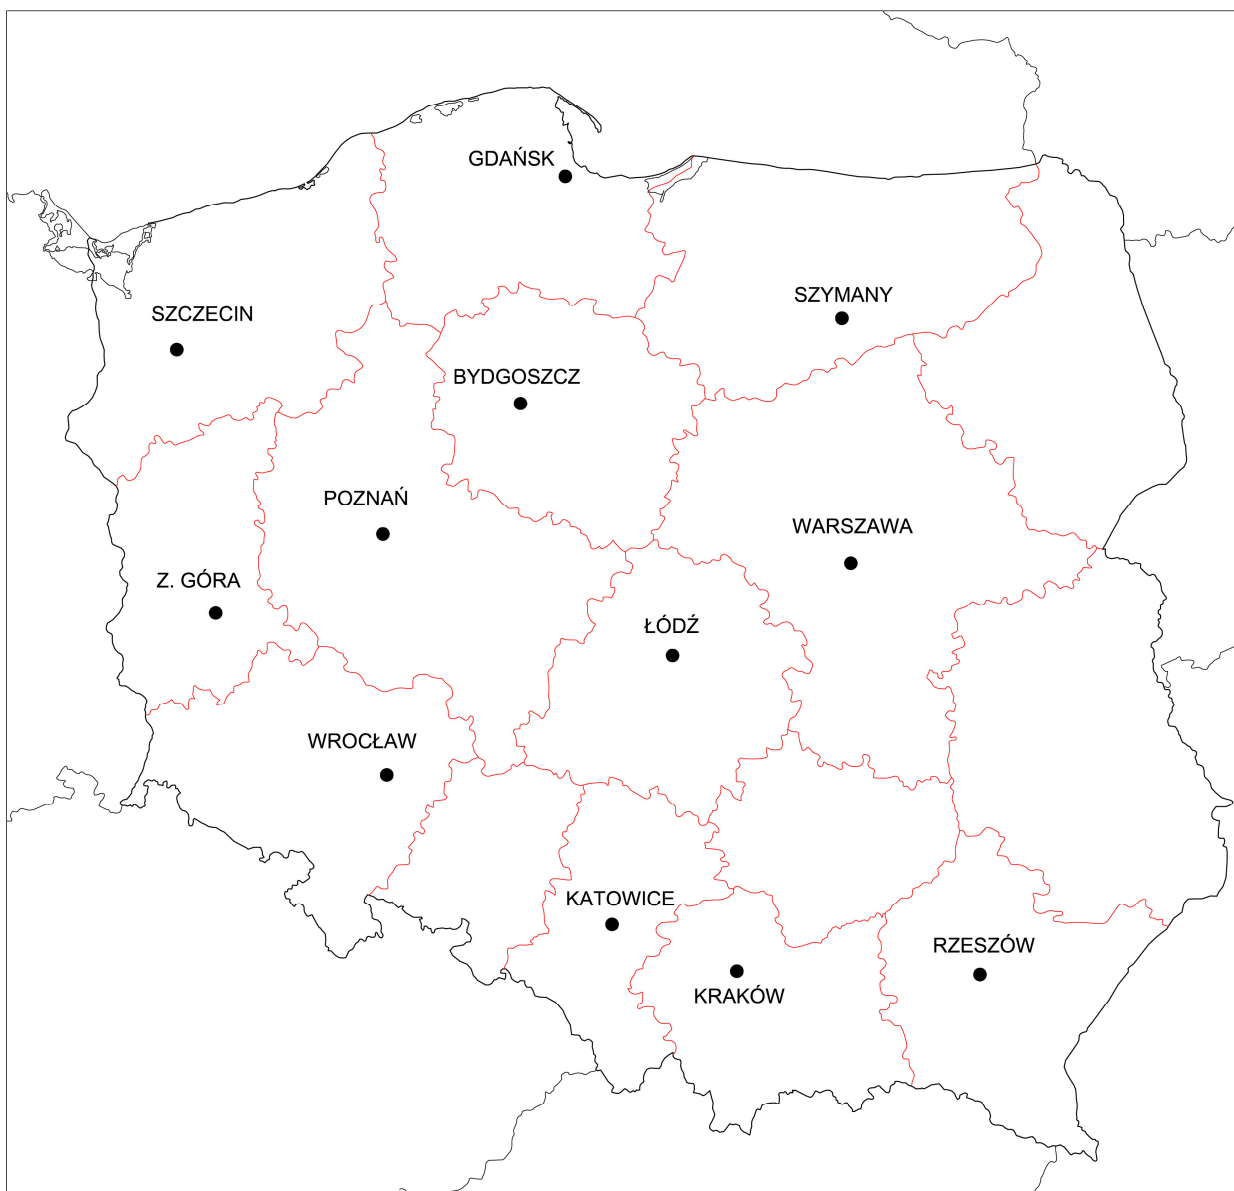 GDAŃSK
SZYMANY
SZCZECIN
BYDGOSZCZ
POZNAŃ
WARSZAWA
Z. GÓRA
ŁÓDŹ
WROCŁAW
KATOWICE
RZESZÓW
KRAKÓW